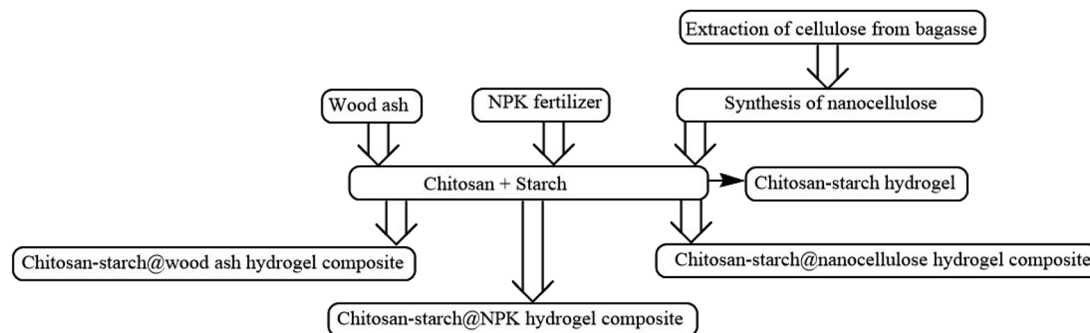 Extraction of cellulose from bagasse
Wood ash
NPK fertilizer
Synthesis of nanocellulose
Chitosan + Starch
Chitosan-starch hydrogel
Chitosan-starch@wood ash hydrogel composite
Chitosan-starch@nanocellulose hydrogel composite
Chitosan-starch@NPK hydrogel composite